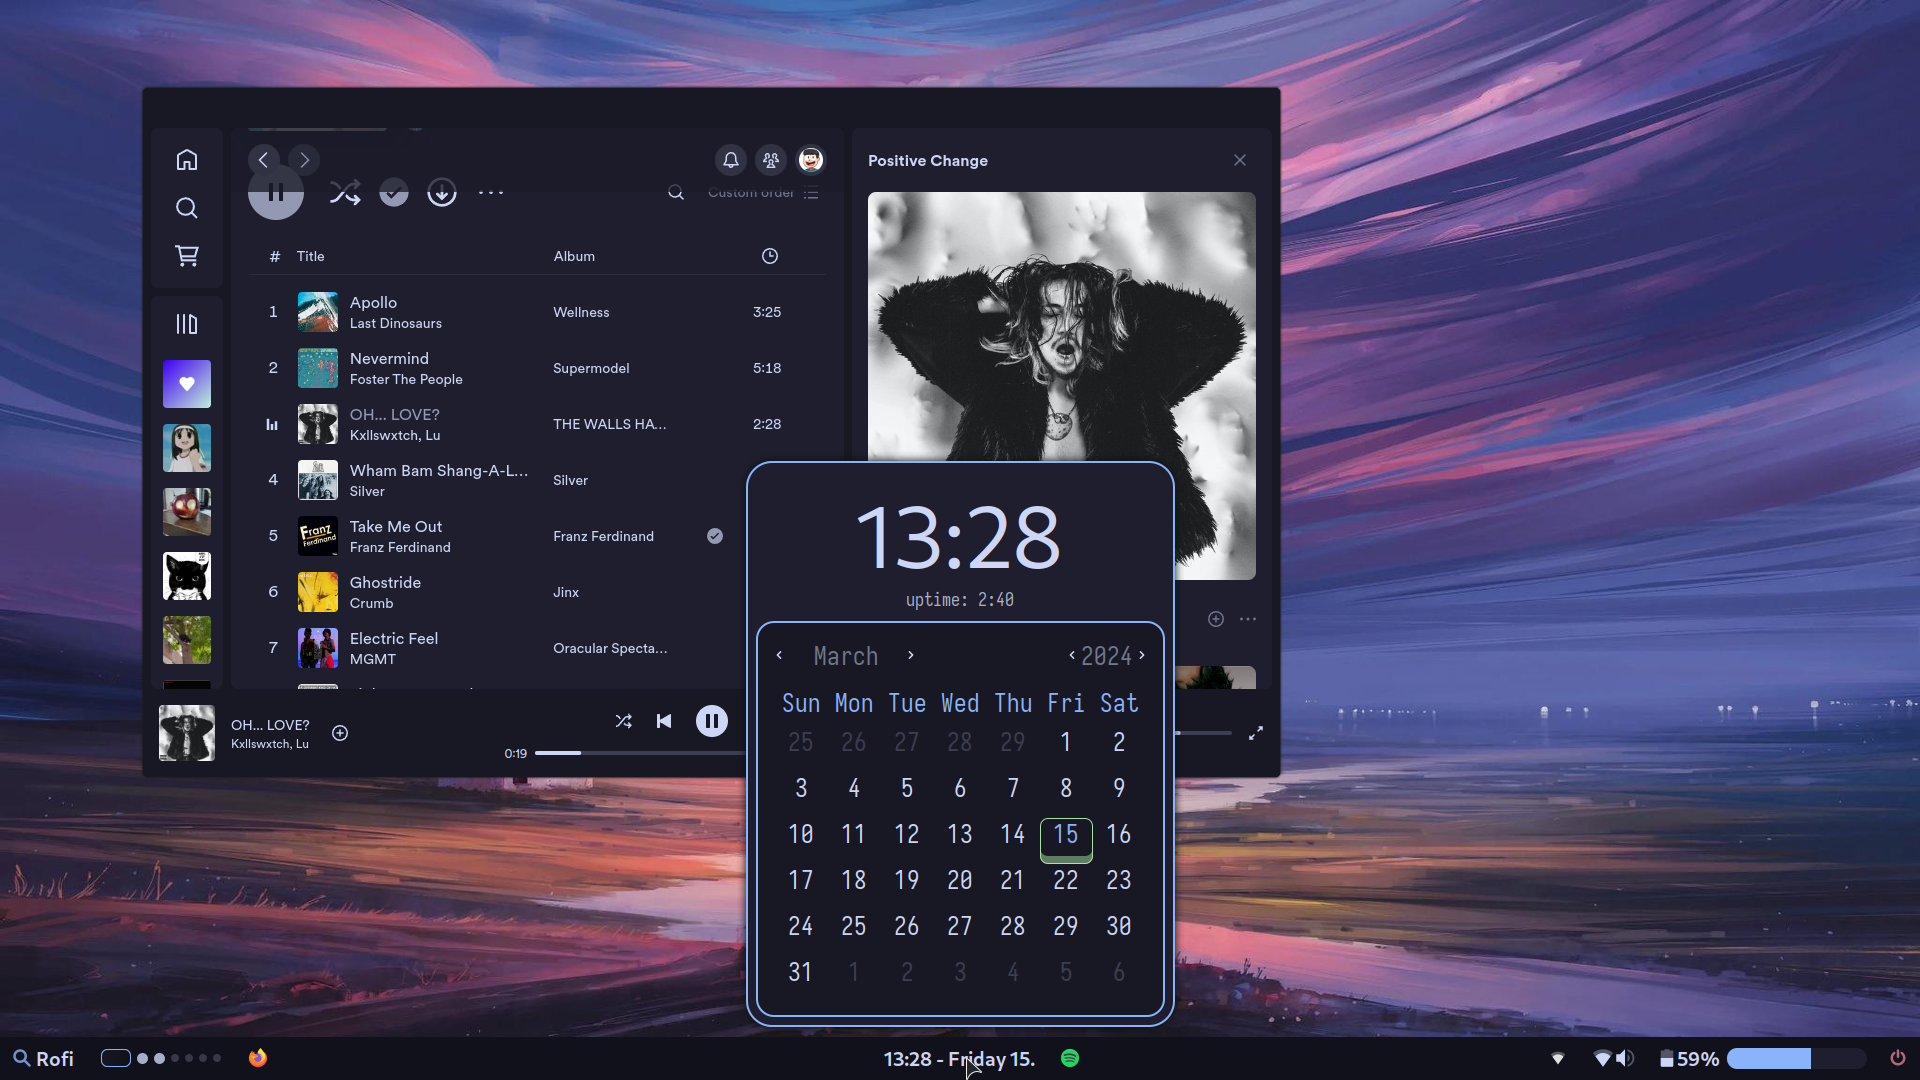 Positive Change
Custom order
# Title Album
1 Apollo Wellness 3:25
Last Dinosaurs
2 Nevermind Supermodel 5:18
Foster The People
OH... LOVE? THE WALLS HA... 2:28
Kxllswxtch, Lu
4 Wham Bam Shang-A-L... Silver
Silver
5 Take Me Out Franz Ferdinand
Franz Ferdinand
Franz
Ferdinand
6 Ghostride Jinx
Crumb
7 Electric Feel Oracular Specta...
MGMT
OH... LOVE?
Kxllswxtch, Lu
0:19
13:28
uptime: 2:40
‹ March › ‹ 2024 ›
Sun Mon Tue Wed Thu Fri Sat
25 26 27 28 29 1 2
3 4 5 6 7 8 9
10 11 12 13 14 15 16
17 18 19 20 21 22 23
24 25 26 27 28 29 30
31 1 2 3 4 5 6
Rofi 13:28 - Friday 15. 59%